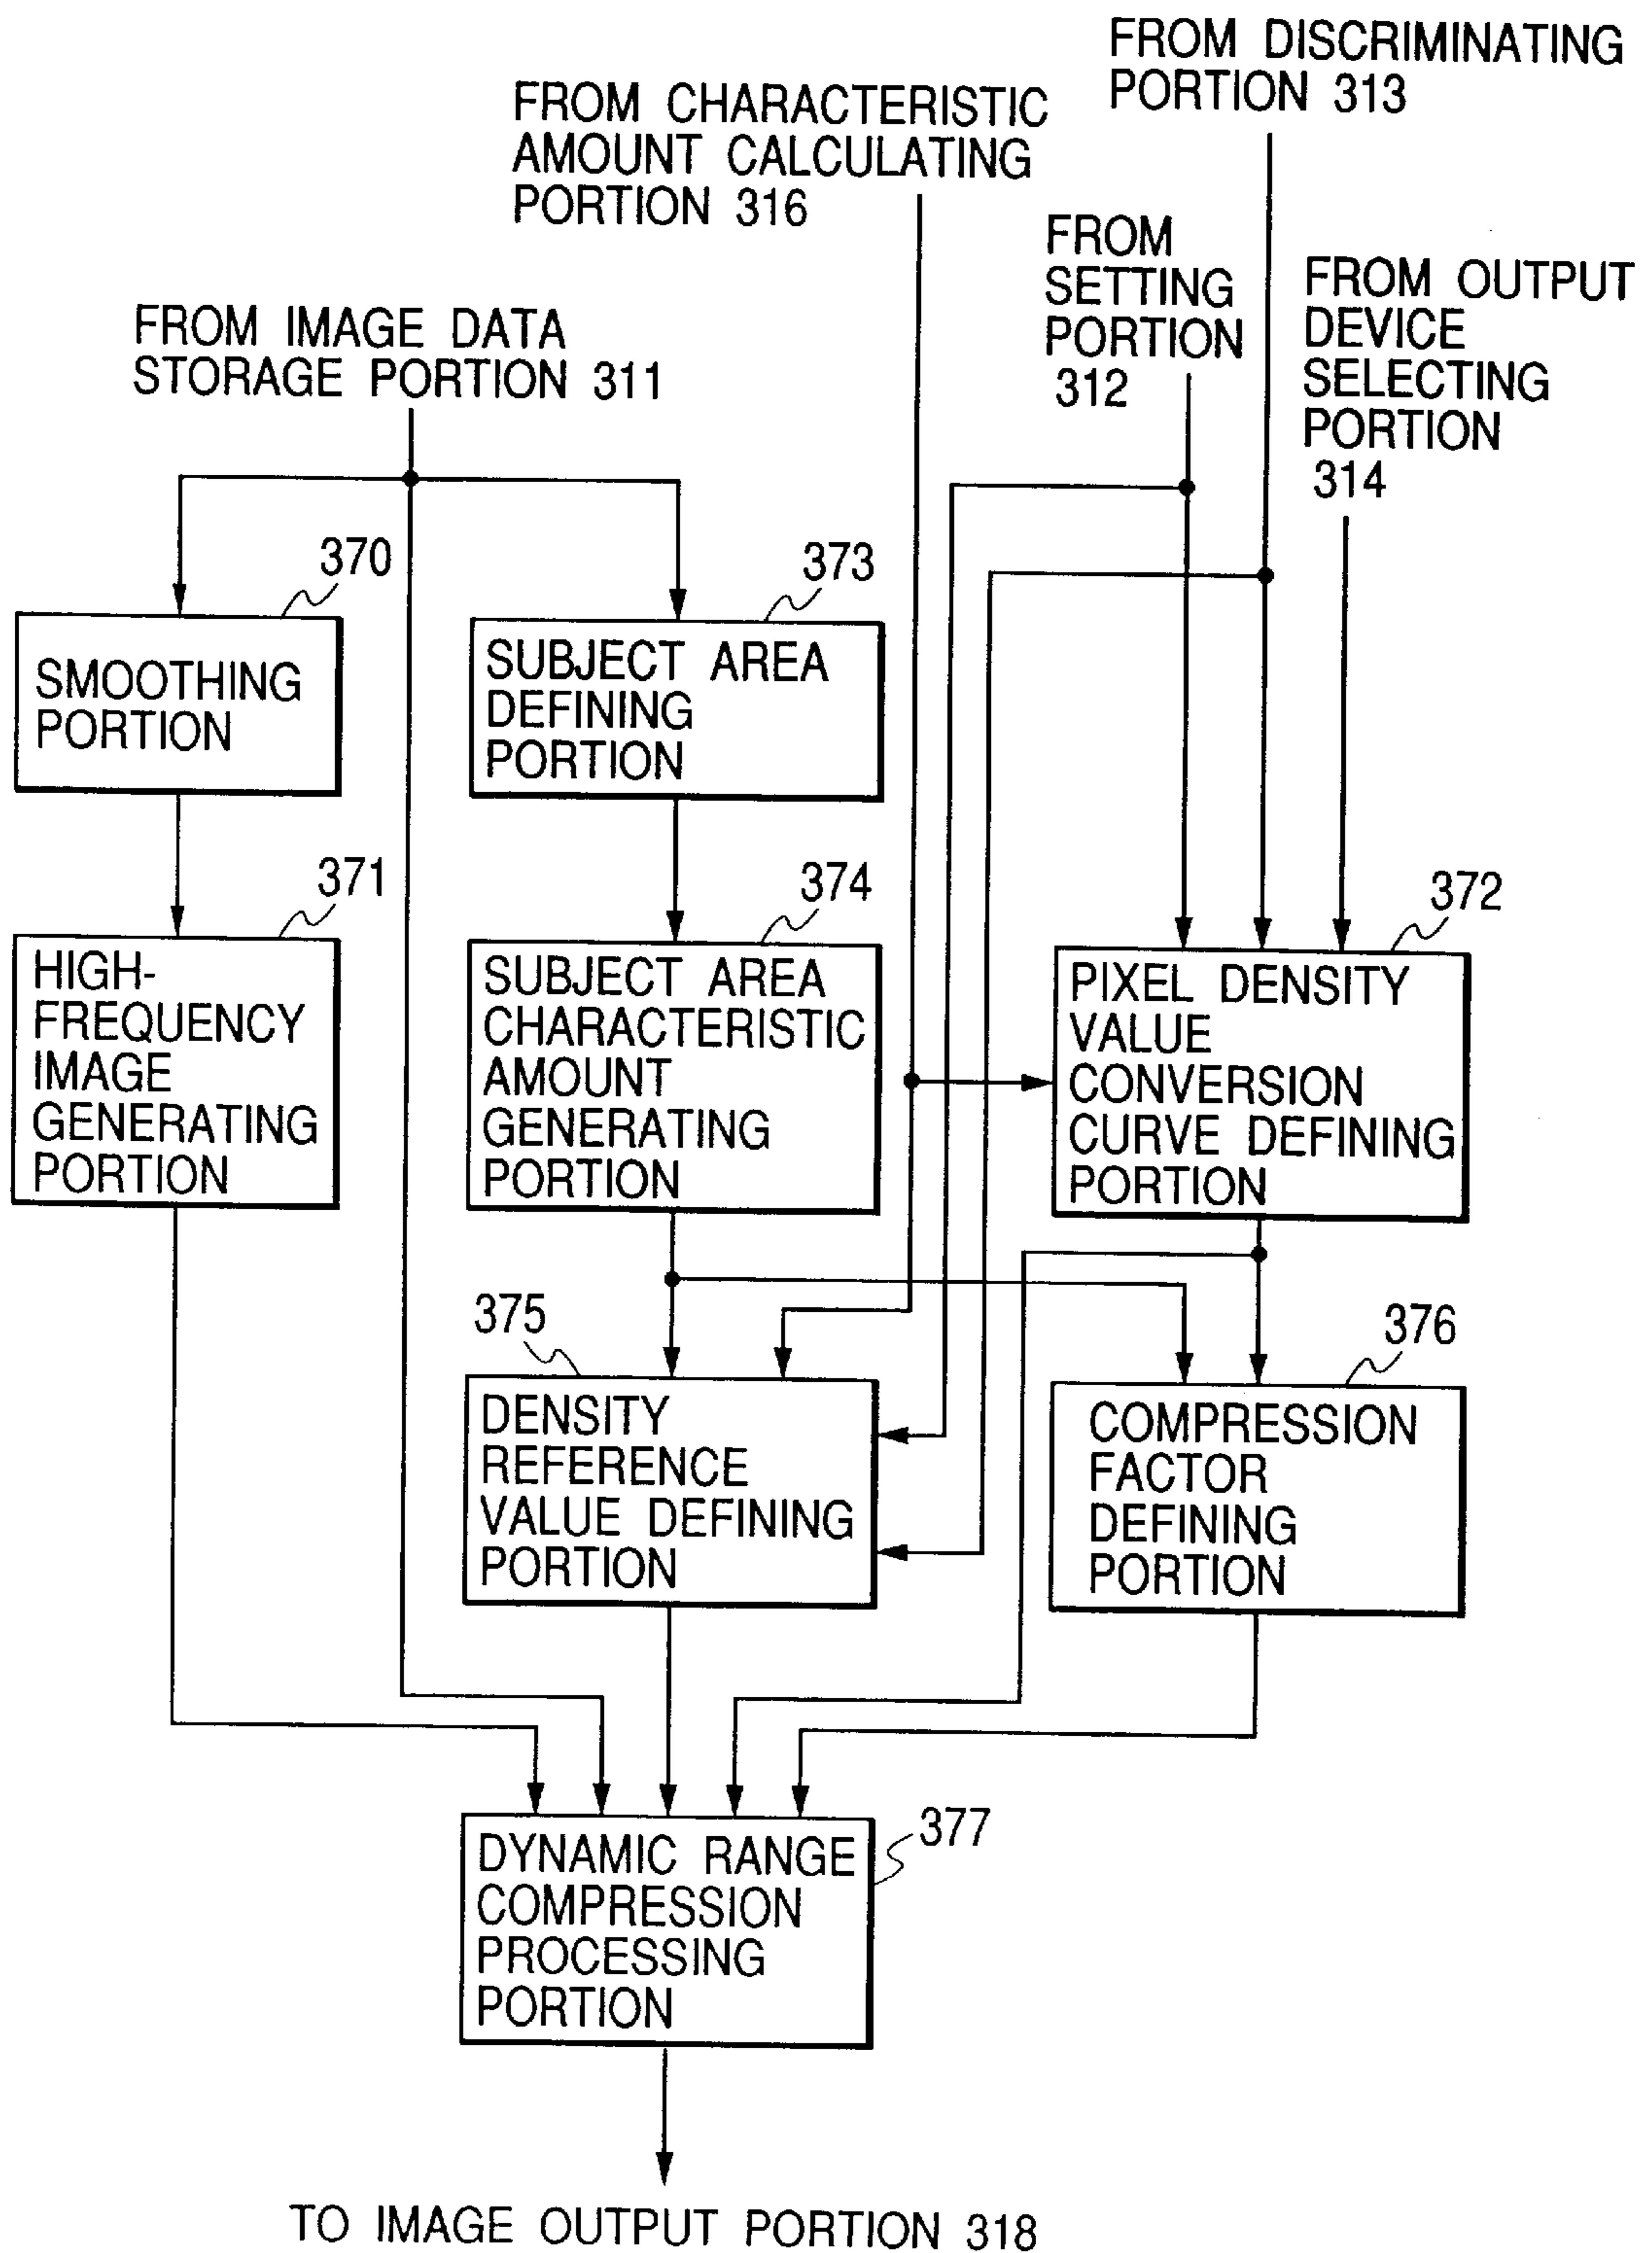 FROM DISCRIMINATING
PORTION 313
FROM CHARACTERISTIC
AMOUNT CALCULATING
PORTION 316
FROM
SETTING
PORTION
312
FROM OUTPUT
DEVICE
SELECTING
PORTION
314
FROM IMAGE DATA
STORAGE PORTION 311
370
SMOOTHING
PORTION
373
SUBJECT AREA
DEFINING
PORTION
371
HIGH-
FREQUENCY
IMAGE
GENERATING
PORTION
374
SUBJECT AREA
CHARACTERISTIC
AMOUNT
GENERATING
PORTION
372
PIXEL DENSITY
VALUE
CONVERSION
CURVE DEFINING
PORTION
375
DENSITY
REFERENCE
VALUE DEFINING
PORTION
376
COMPRESSION
FACTOR
DEFINING
PORTION
377
DYNAMIC RANGE
COMPRESSION
PROCESSING
PORTION
TO IMAGE OUTPUT PORTION 318